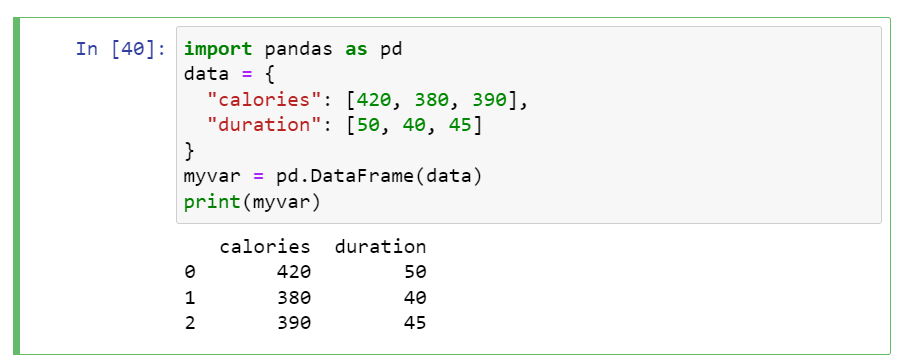 In [40]: import pandas as pd
data = {
  "calories": [420, 380, 390],
  "duration": [50, 40, 45]
}
myvar = pd.DataFrame(data)
print(myvar)
   calories  duration
0       420        50
1       380        40
2       390        45